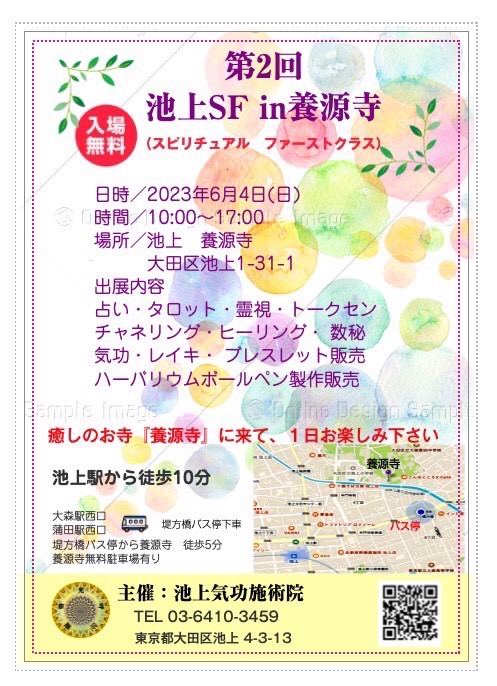 第2回
池上SF in養源寺
入場
無料
(スピリチュアル ファーストクラス)
日時／2023年6月4日(日)
時間／10:00〜17:00
場所／池上 養源寺
大田区池上1-31-1
出展内容
占い・タロット・霊視・トークセン
チャネリング・ヒーリング・ 数秘
気功・レイキ・ ブレスレット販売
ハーバリウムボールペン製作販売
Sample Image
Online Design Samp
癒しのお寺『養源寺』に来て、１日お楽しみ下さい
池上駅から徒歩10分
養源寺
バス停
大森駅西口
蒲田駅西口
堤方橋バス停下車
堤方橋バス停から養源寺 徒歩5分
養源寺無料駐車場有り
主催：池上気功施術院
TEL 03-6410-3459
東京都大田区池上 4-3-13